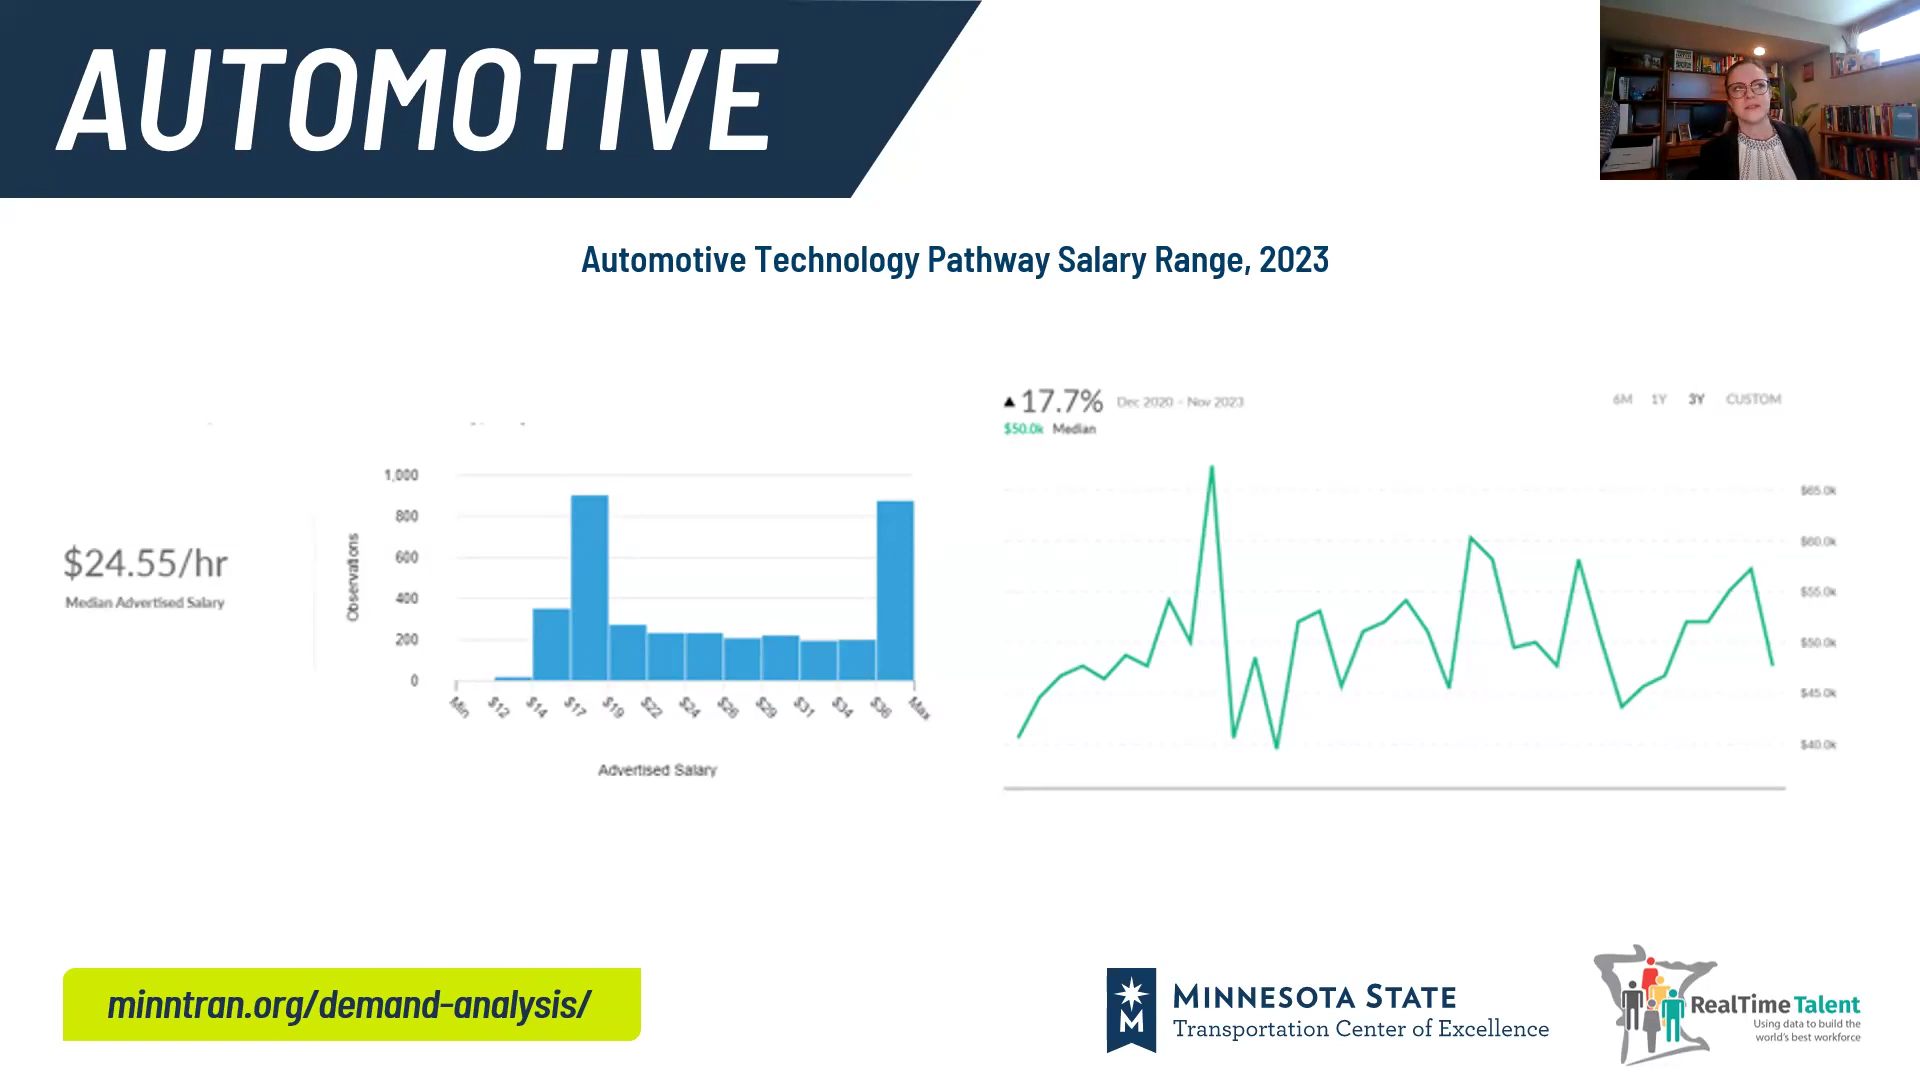 AUTOMOTIVE
Automotive Technology Pathway Salary Range, 2023
$24.55/hr
Median Advertised Salary
Observations
1,000
800
600
400
200
0
Min $12 $14 $17 $19 $22 $24 $26 $29 $31 $34 $36 Max
Advertised Salary
▲ 17.7% Dec 2020 - Nov 2023
$50.0k Median
6M 1Y 3Y CUSTOM
$65.0k
$60.0k
$55.0k
$50.0k
$45.0k
$40.0k
minntran.org/demand-analysis/
M
MINNESOTA STATE
Transportation Center of Excellence
RealTime Talent
Using data to build the
world's best workforce